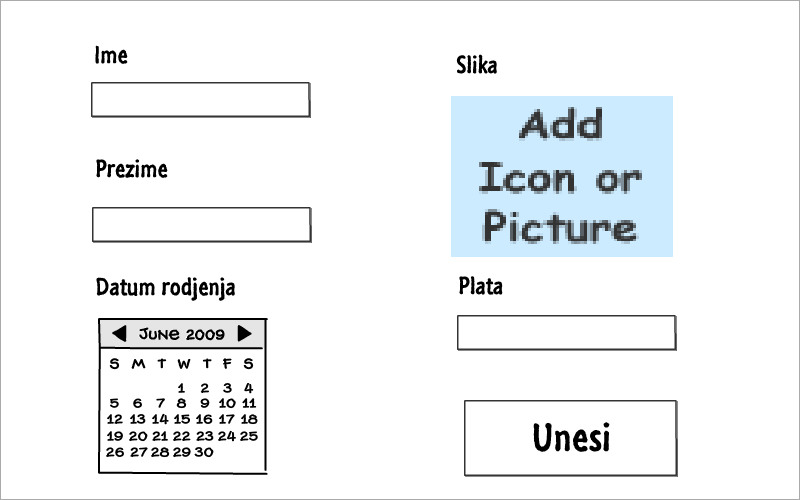 Ime
Prezime
Datum rodjenja
June 2009
S M T W T F S
1 2 3 4
5 6 7 8 9 10 11
12 13 14 15 16 17 18
19 20 21 22 23 24 25
26 27 28 29 30
Slika
Add
Icon or
Picture
Plata
Unesi